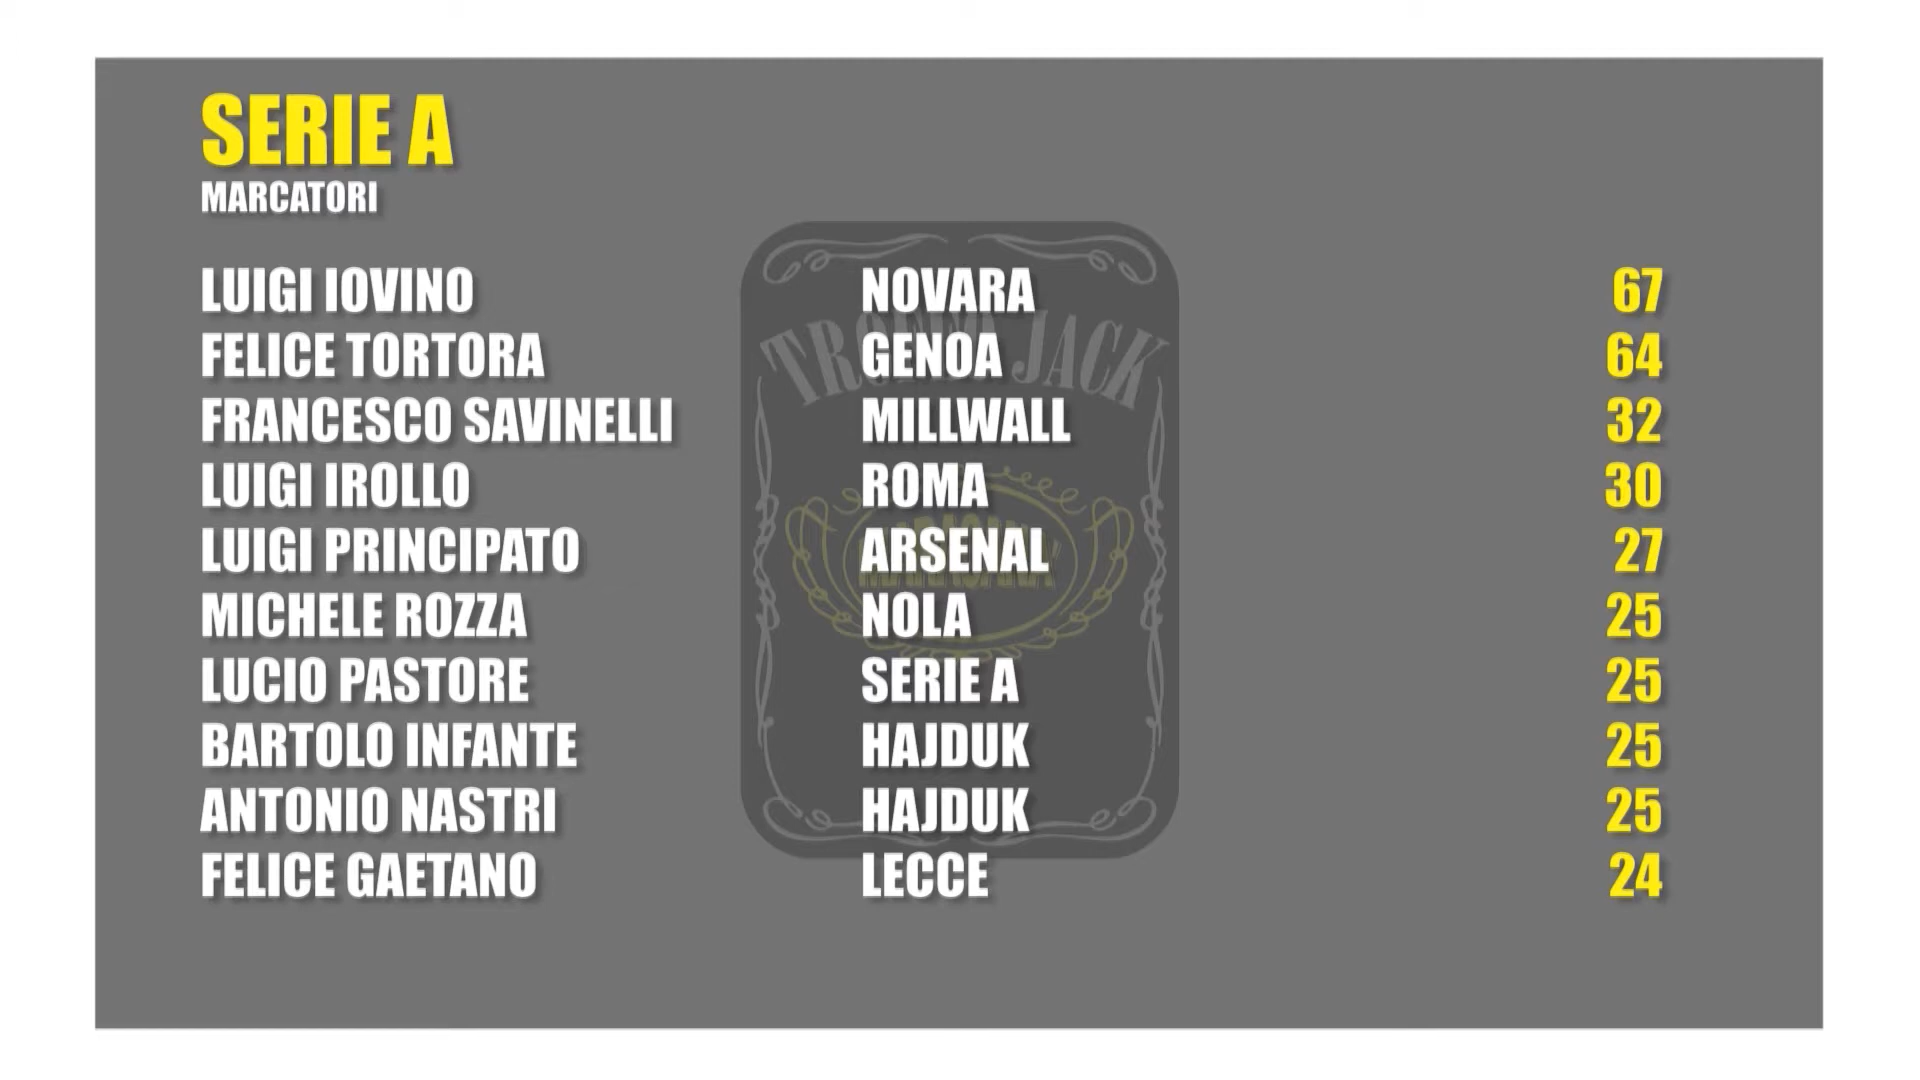 SERIE A
MARCATORI
LUIGI IOVINO NOVARA 67
FELICE TORTORA GENOA 64
FRANCESCO SAVINELLI MILLWALL 32
LUIGI IROLLO ROMA 30
LUIGI PRINCIPATO ARSENAL 27
MICHELE ROZZA NOLA 25
LUCIO PASTORE SERIE A 25
BARTOLO INFANTE HAJDUK 25
ANTONIO NASTRI HAJDUK 25
FELICE GAETANO LECCE 24
JACK